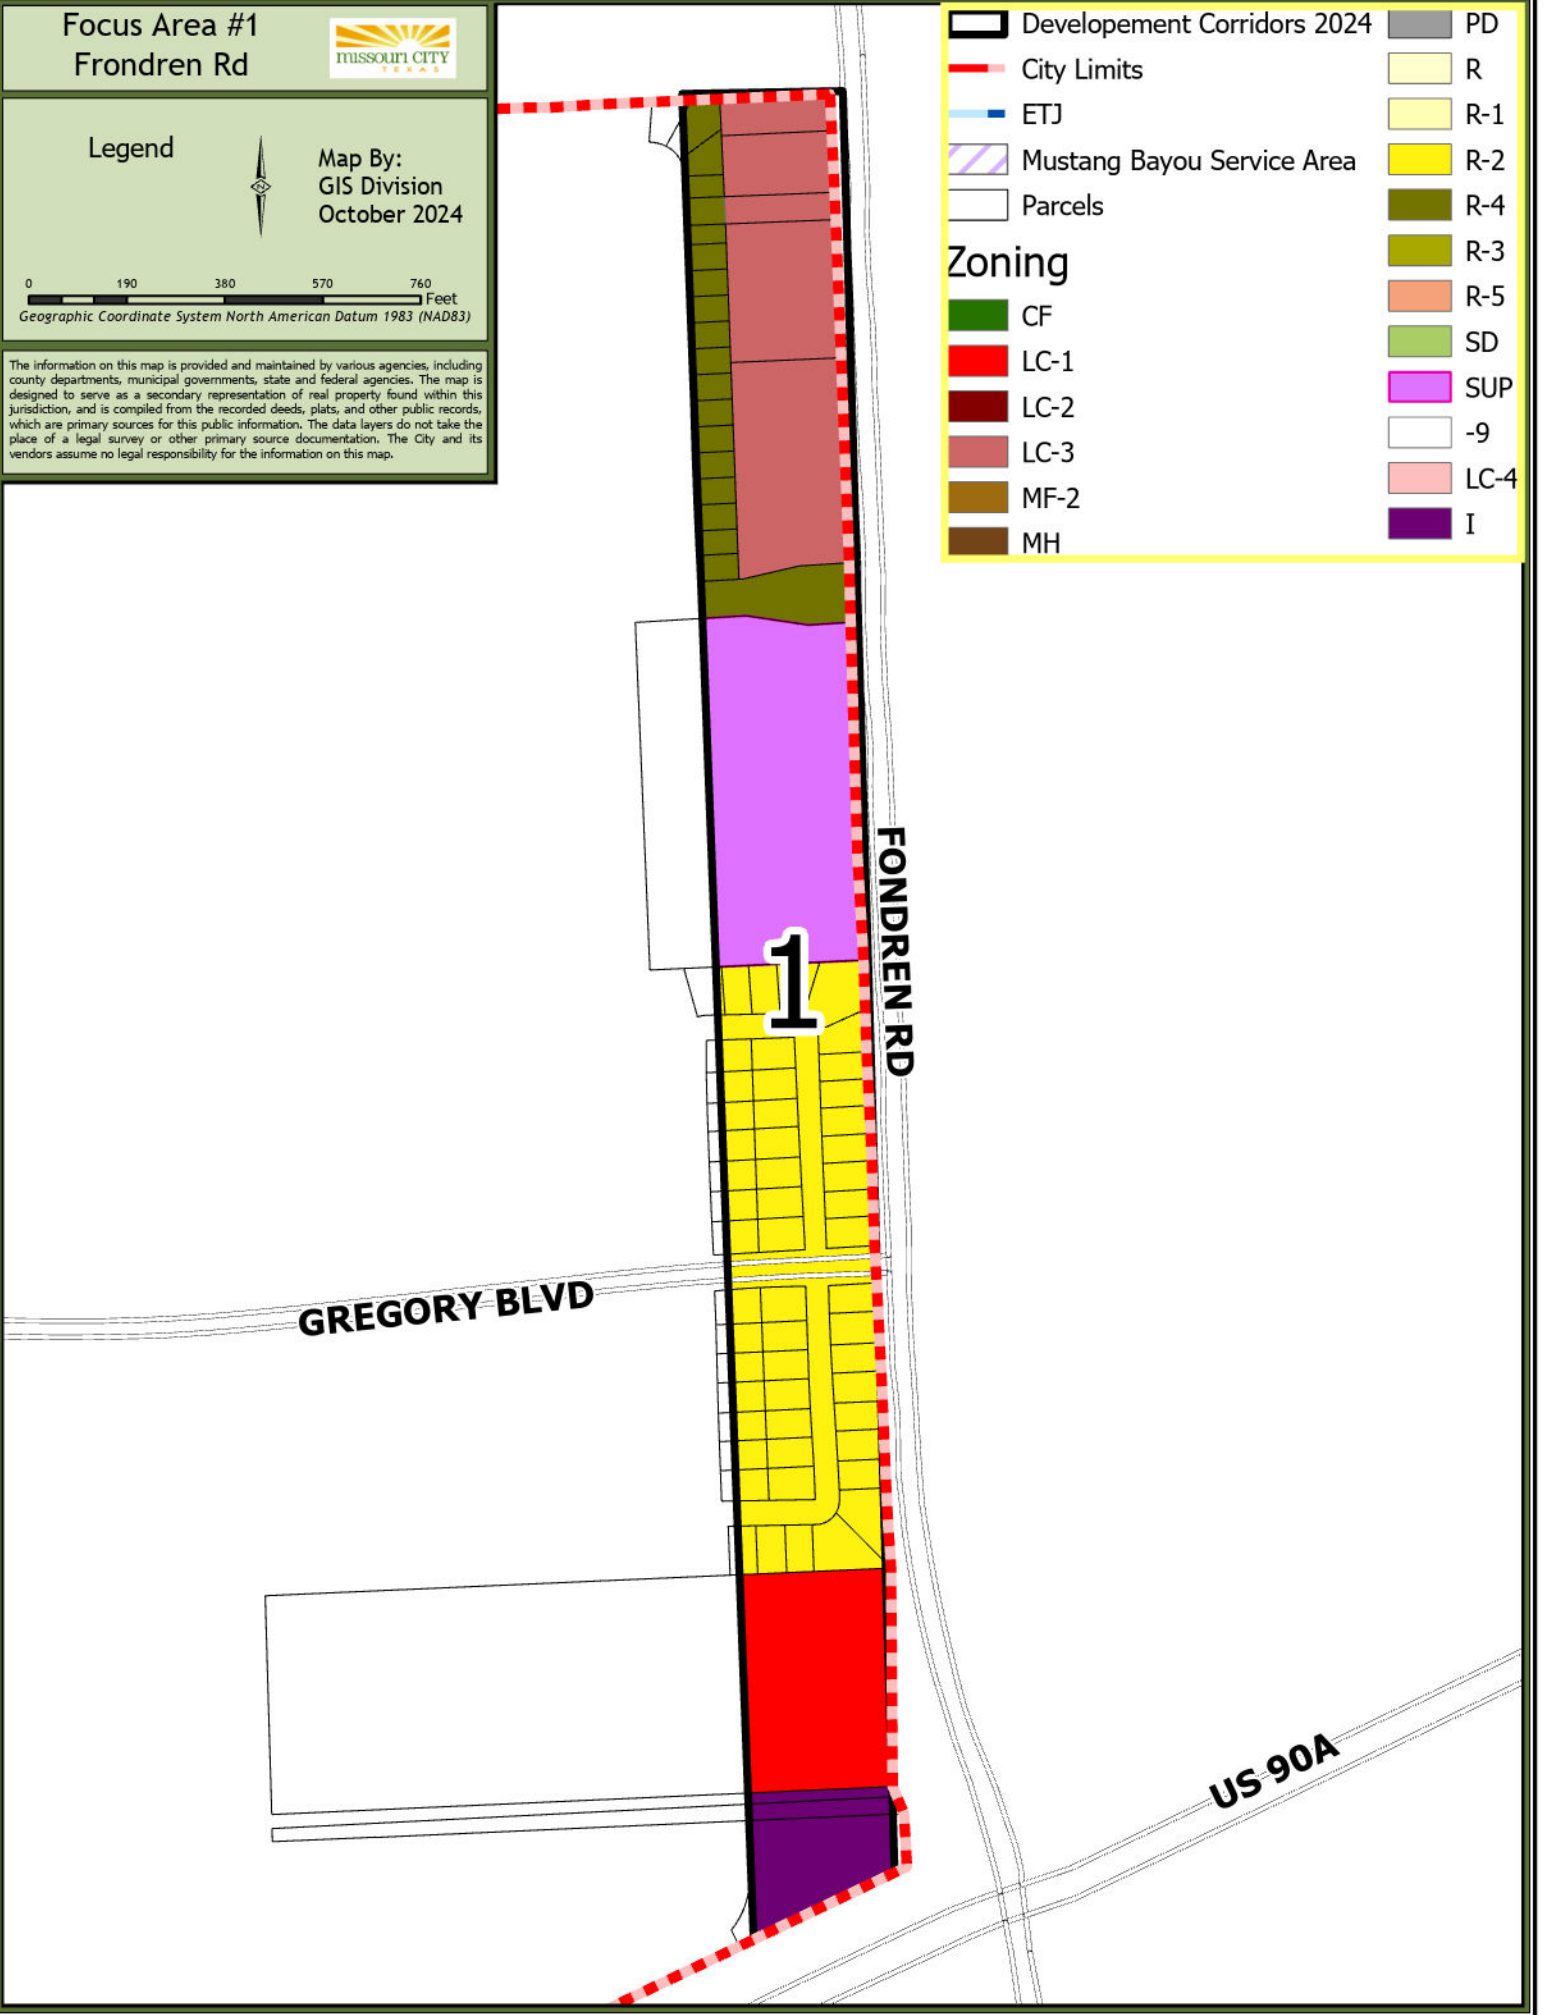 Focus Area #1
Frondren Rd
missouri CITY
TEXAS
Legend
Map By:
GIS Division
October 2024
0 190 380 570 760
Feet
Geographic Coordinate System North American Datum 1983 (NAD83)
The information on this map is provided and maintained by various agencies, including
county departments, municipal governments, state and federal agencies. The map is
designed to serve as a secondary representation of real property found within this
jurisdiction, and is compiled from the recorded deeds, plats, and other public records,
which are primary sources for this public information. The data layers do not take the
place of a legal survey or other primary source documentation. The City and its
vendors assume no legal responsibility for the information on this map.
Developement Corridors 2024
City Limits
ETJ
Mustang Bayou Service Area
Parcels
Zoning
CF
LC-1
LC-2
LC-3
MF-2
MH
PD
R
R-1
R-2
R-4
R-3
R-5
SD
SUP
-9
LC-4
I
1
FONDREN RD
GREGORY BLVD
US 90A
N